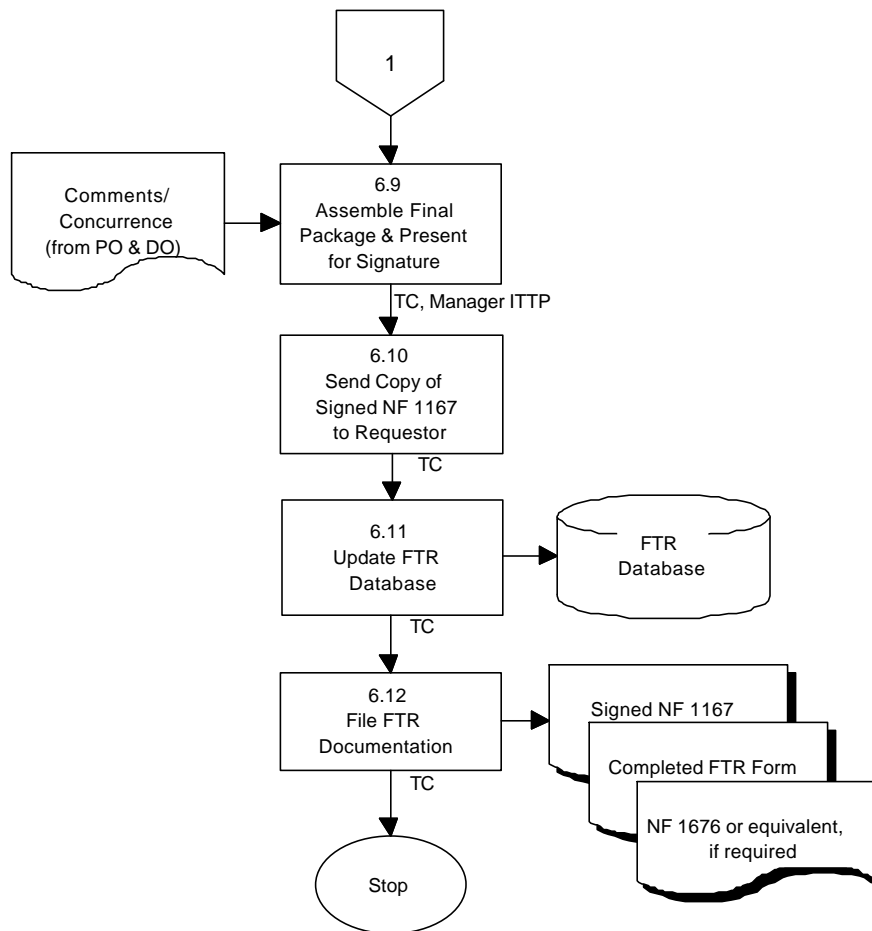 1
Comments/
Concurrence
(from PO & DO)
6.9
Assemble Final
Package & Present
for Signature
TC, Manager ITTP
6.10
Send Copy of
Signed NF 1167
to Requestor
TC
6.11
Update FTR
Database
FTR
Database
TC
6.12
File FTR
Documentation
Signed NF 1167
Completed FTR Form
NF 1676 or equivalent,
if required
TC
Stop